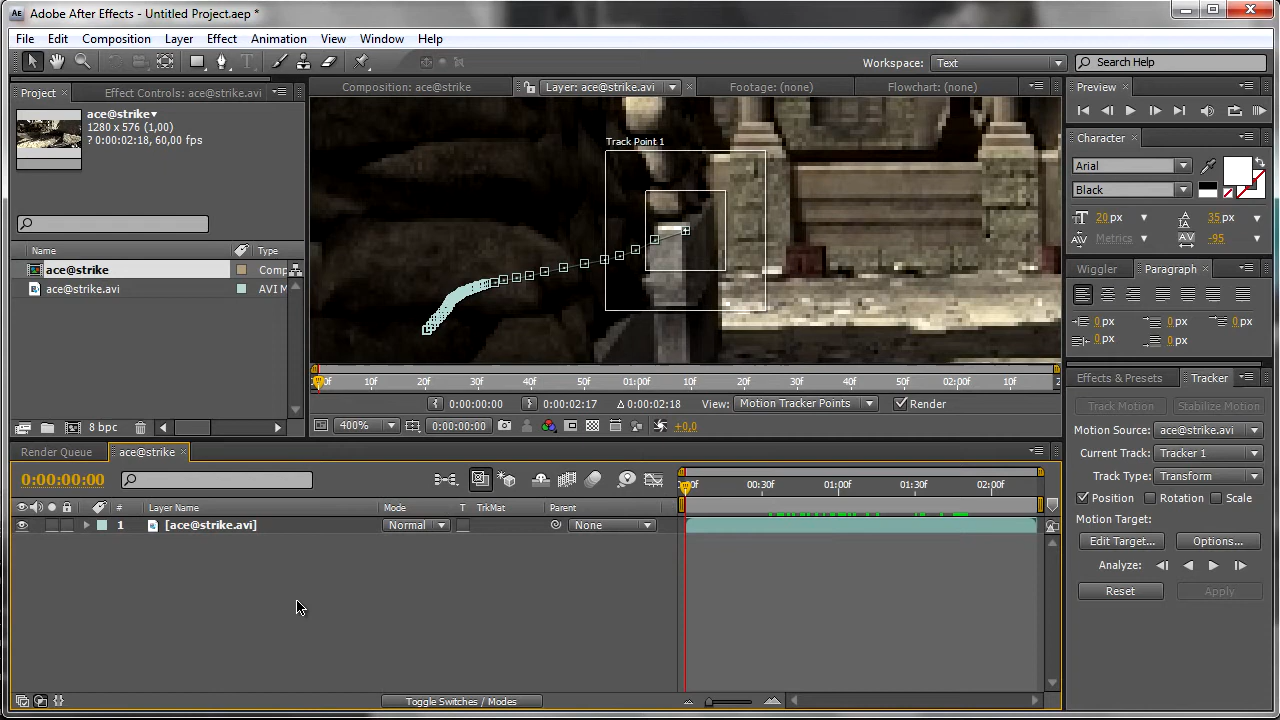 Adobe After Effects - Untitled Project.aep *
File Edit Composition Layer Effect Animation View Window Help
Workspace: Text Search Help
Project Effect Controls: ace@strike.avi
ace@strike
1280 x 576 (1,00)
? 0:00:02:18, 60,00 fps
Name Type
ace@strike Comp
ace@strike.avi AVI M
8 bpc
Composition: ace@strike Layer: ace@strike.avi Footage: (none) Flowchart: (none)
Track Point 1
10f 20f 30f 40f 50f 01:00f 10f 20f 30f 40f 50f 02:00f 10f
0:00:00:00 0:00:02:17 Δ 0:00:02:18 View: Motion Tracker Points Render
400% 0:00:00:00 +0,0
Preview
Character
Arial
Black
20 px 35 px
Metrics -95
Wiggler Paragraph
0 px 0 px 0 px
0 px 0 px
Effects & Presets Tracker
Track Motion Stabilize Motion
Motion Source: ace@strike.avi
Current Track: Tracker 1
Track Type: Transform
Position Rotation Scale
Motion Target:
Edit Target... Options...
Analyze:
Reset Apply
Render Queue ace@strike
0:00:00:00
00:30f 01:00f 01:30f 02:00f
# Layer Name Mode T TrkMat Parent
1 [ace@strike.avi] Normal None
Toggle Switches / Modes